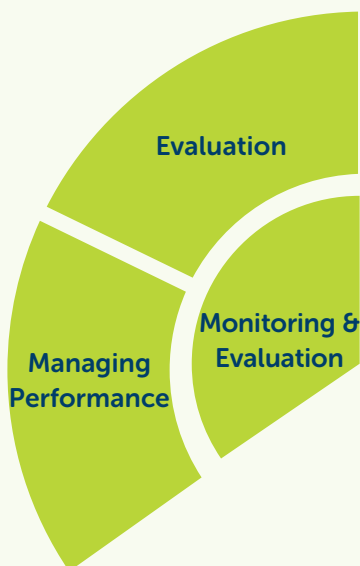 Evaluation
Monitoring &
Evaluation
Managing
Performance